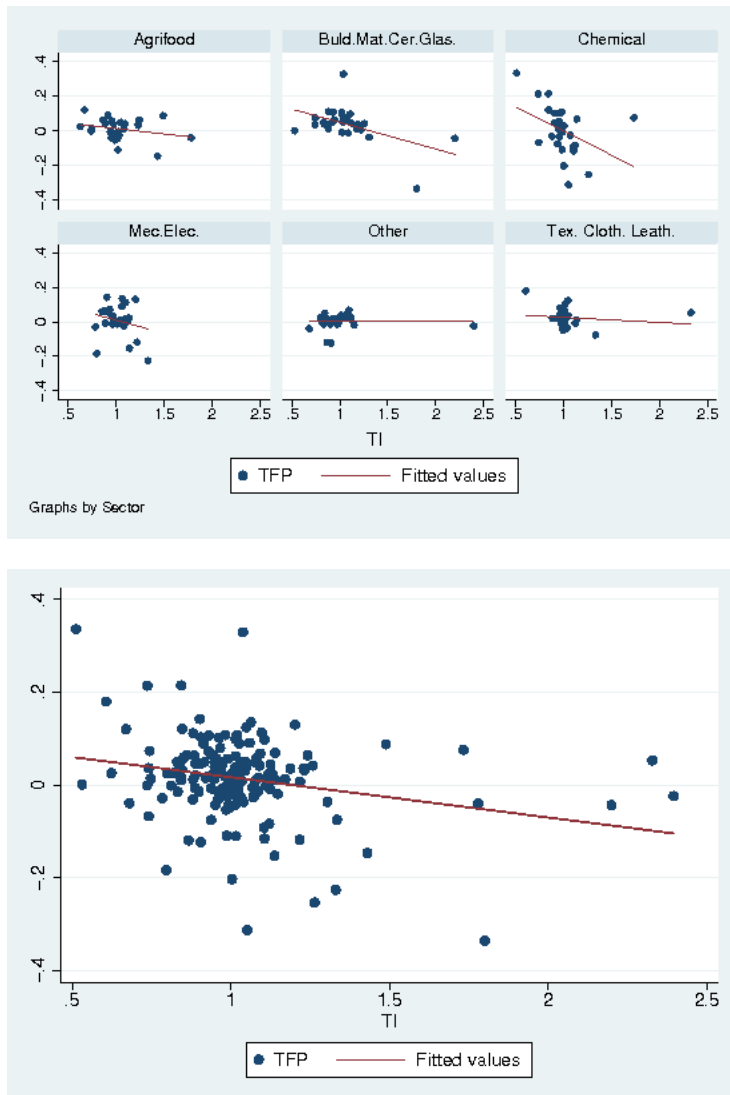 Agrifood Buld.Mat.Cer.Glas. Chemical
.4
.2
0
-.2
-.4
Mec.Elec. Other Tex. Cloth. Leath.
.4
.2
0
-.2
-.4
.5 1 1.5 2 2.5 .5 1 1.5 2 2.5 .5 1 1.5 2 2.5
TI
TFP Fitted values
Graphs by Sector
.4
.2
0
-.2
-.4
.5 1 1.5 2 2.5
TI
TFP Fitted values